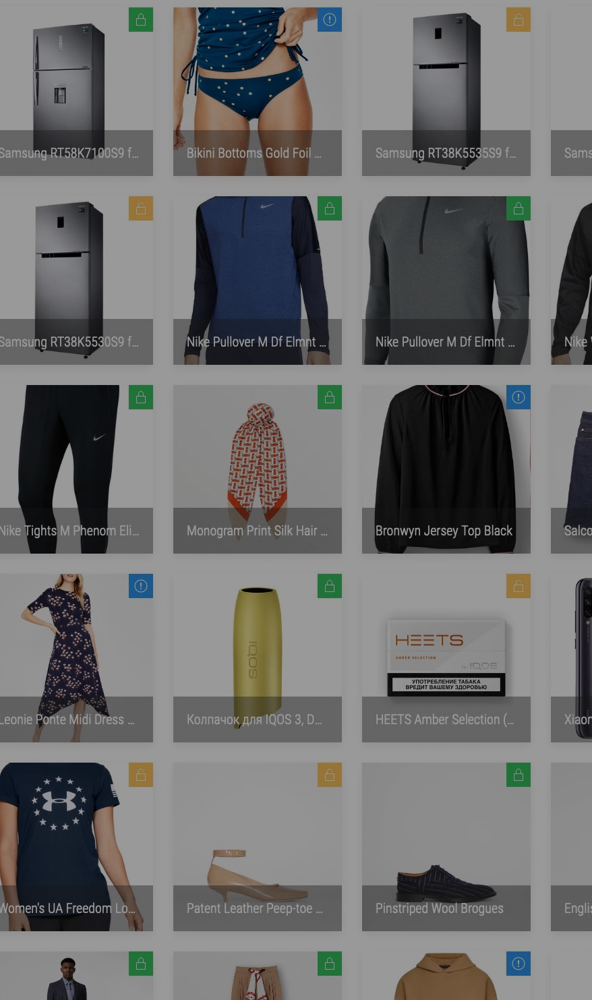 Samsung RT58K7100S9 f...
Bikini Bottoms Gold Foil ...
Samsung RT38K5535S9 f...
Sams
Samsung RT38K5530S9 f...
Nike Pullover M Df Elmnt ...
Nike Pullover M Df Elmnt ...
Nike
Nike Tights M Phenom Eli...
Monogram Print Silk Hair ...
Bronwyn Jersey Top Black
Salco
IQOS
HEETS
AMBER SELECTION
for IQOS
УПОТРЕБЛЕНИЕ ТАБАКА
ВРЕДИТ ВАШЕМУ ЗДОРОВЬЮ
Leonie Ponte Midi Dress ...
Колпачок для IQOS 3, D...
HEETS Amber Selection (...
Xiaor
Women's UA Freedom Lo...
Patent Leather Peep-toe ...
Pinstriped Wool Brogues
Englis